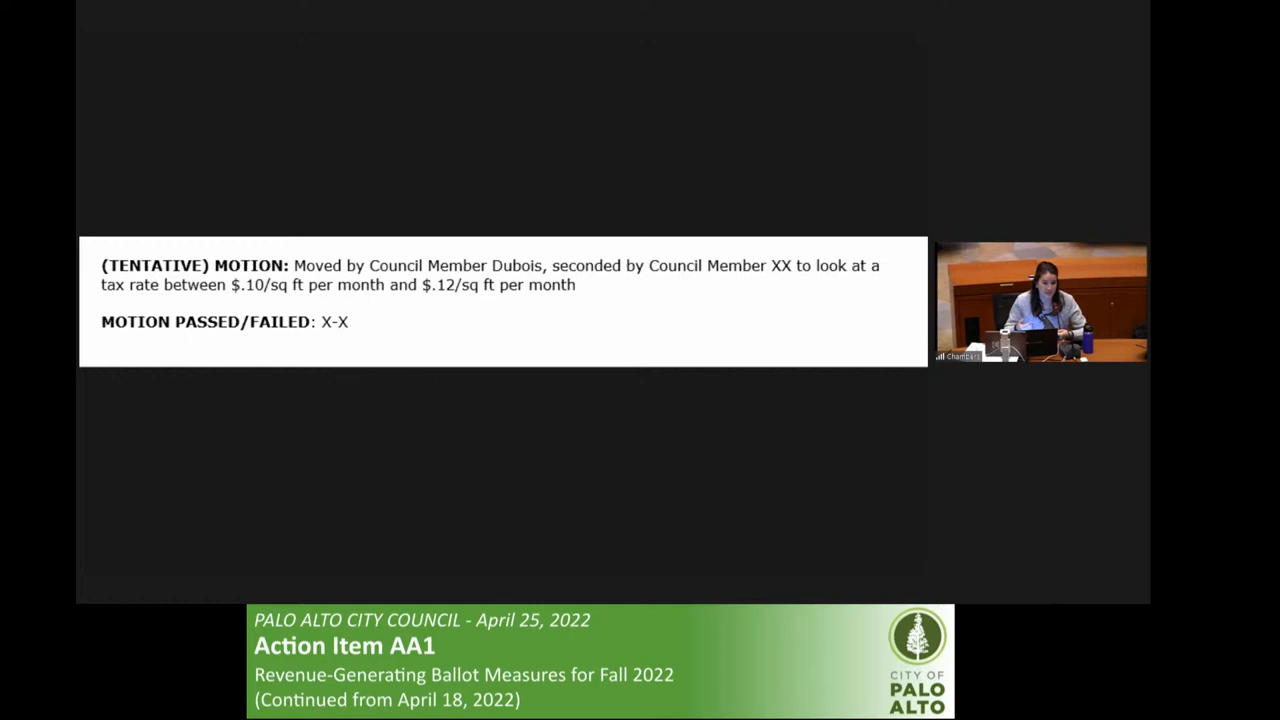 (TENTATIVE) MOTION: Moved by Council Member Dubois, seconded by Council Member XX to look at a
tax rate between $.10/sq ft per month and $.12/sq ft per month
MOTION PASSED/FAILED: X-X
Chambers
PALO ALTO CITY COUNCIL - April 25, 2022
Action Item AA1
Revenue-Generating Ballot Measures for Fall 2022
(Continued from April 18, 2022)
CITY OF
PALO
ALTO